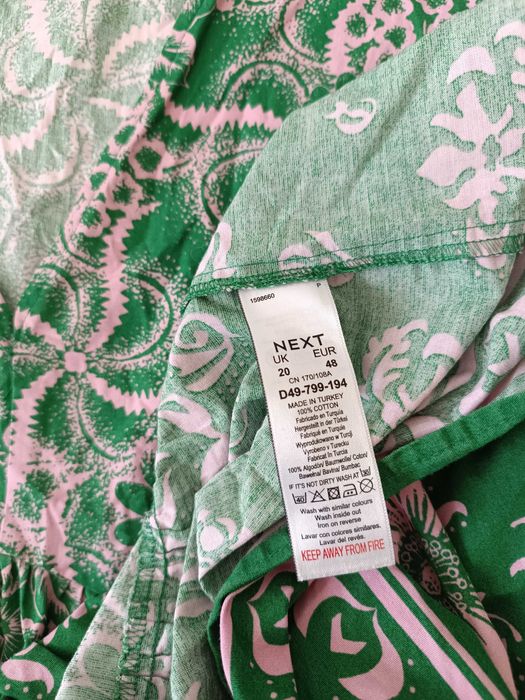 1598660 P
NEXT
UK EUR
20 48
CN 170/108A
D49-799-194
MADE IN TURKEY
100% COTTON
Fabricado en Turquía
Hergestellt in der Türkei
Fabriqué en Turquie
Wyprodukowano w Turcji
Vyrobeno v Turecku
Fabricat în Turcia
100% Algodón/ Baumwolle/ Coton/
Bawełna/ Bavlna/ Bumbac
IF IT'S NOT DIRTY WASH AT 30
40
Wash with similar colours
Wash inside out
Iron on reverse
Lavar con colores similares.
Lavar del revés.
KEEP AWAY FROM FIRE